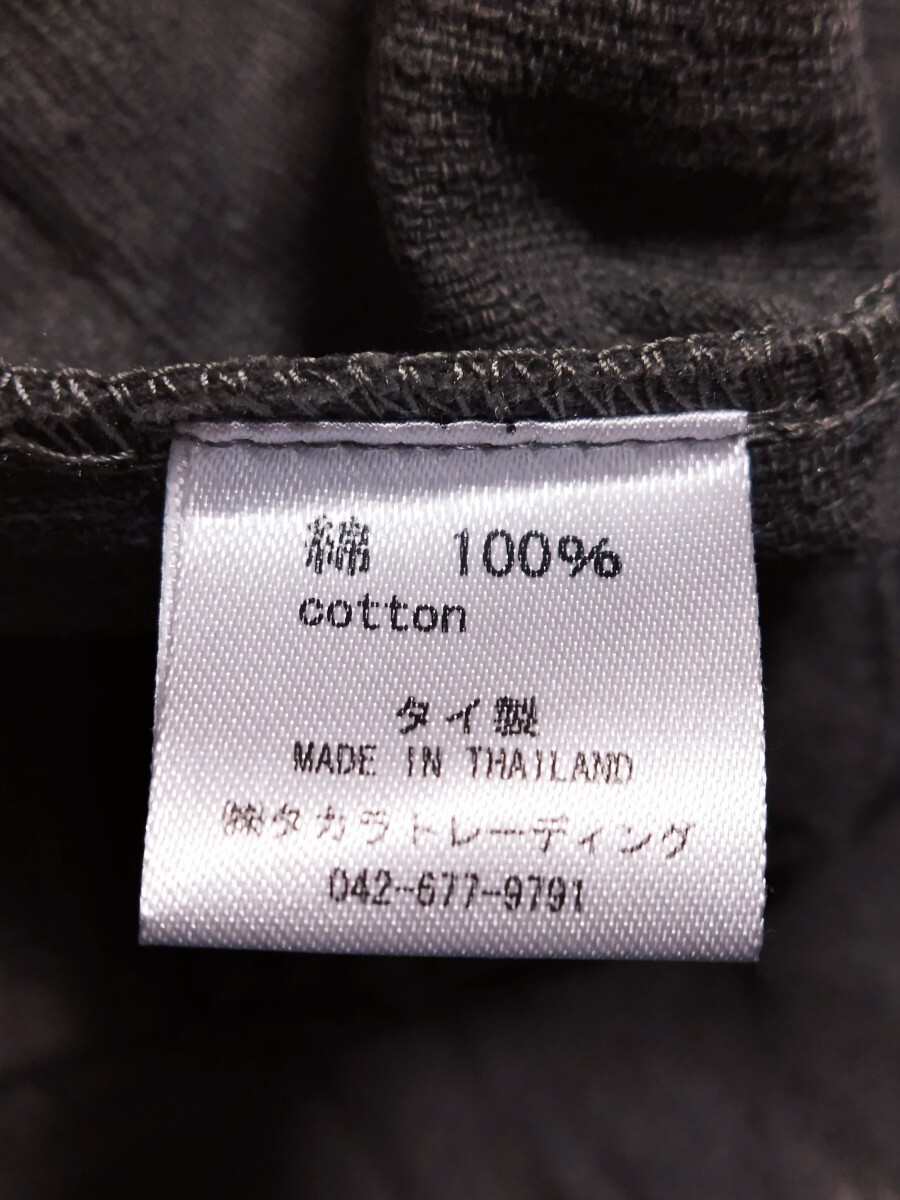 綿 100%
cotton
タイ製
MADE IN THAILAND
㈱タカラトレーディング
042-677-9791